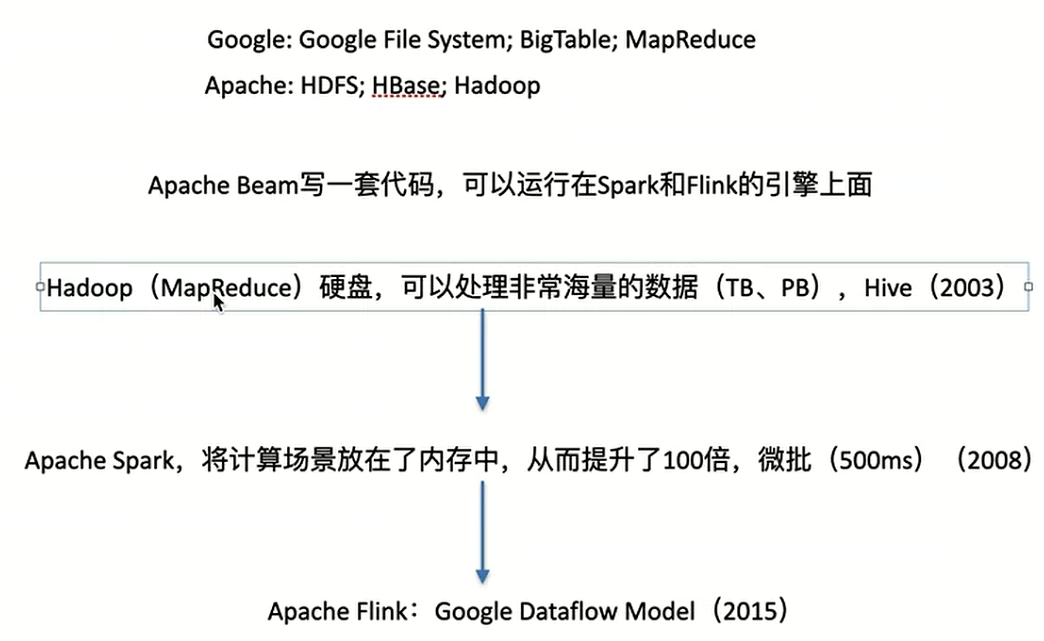 Google: Google File System; BigTable; MapReduce
Apache: HDFS; HBase; Hadoop
Apache Beam写一套代码，可以运行在Spark和Flink的引擎上面
Hadoop（MapReduce）硬盘，可以处理非常海量的数据（TB、PB），Hive（2003）
Apache Spark，将计算场景放在了内存中，从而提升了100倍，微批（500ms）（2008）
Apache Flink：Google Dataflow Model（2015）